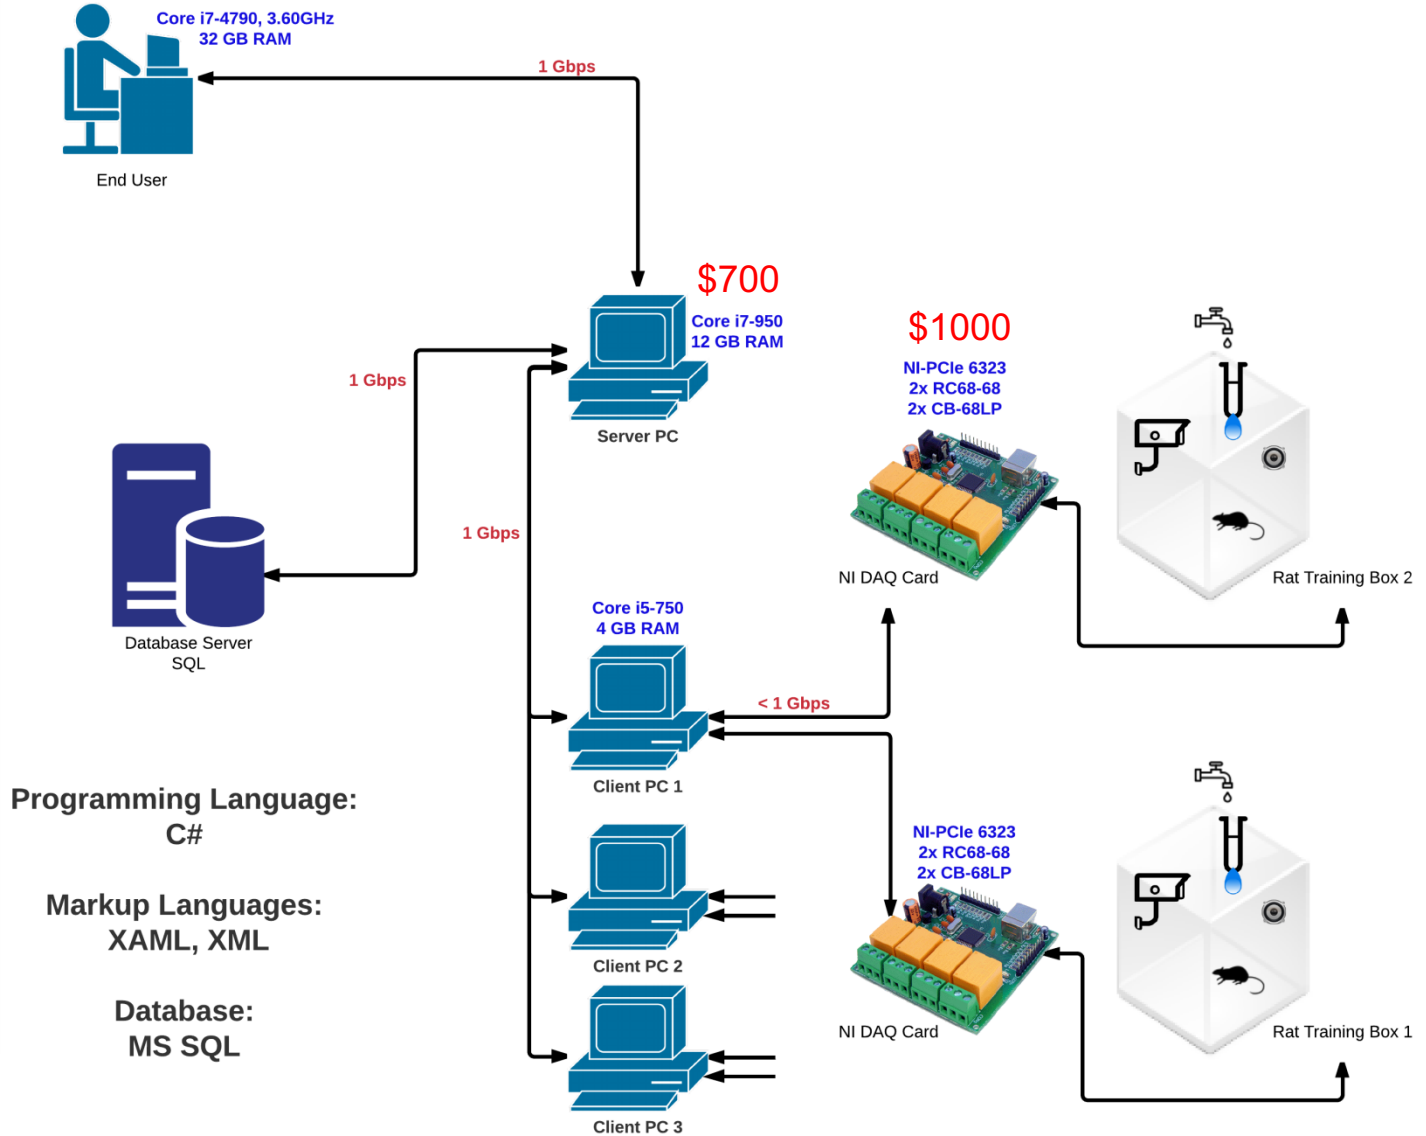 Core i7-4790, 3.60GHz
32 GB RAM
1 Gbps
End User
$700
Core i7-950
12 GB RAM
Server PC
$1000
NI-PCIe 6323
2x RC68-68
2x CB-68LP
1 Gbps
1 Gbps
NI DAQ Card
Rat Training Box 2
Database Server
SQL
Core i5-750
4 GB RAM
< 1 Gbps
Client PC 1
Programming Language:
C#
NI-PCIe 6323
2x RC68-68
2x CB-68LP
Markup Languages:
XAML, XML
Client PC 2
Database:
MS SQL
NI DAQ Card
Rat Training Box 1
Client PC 3